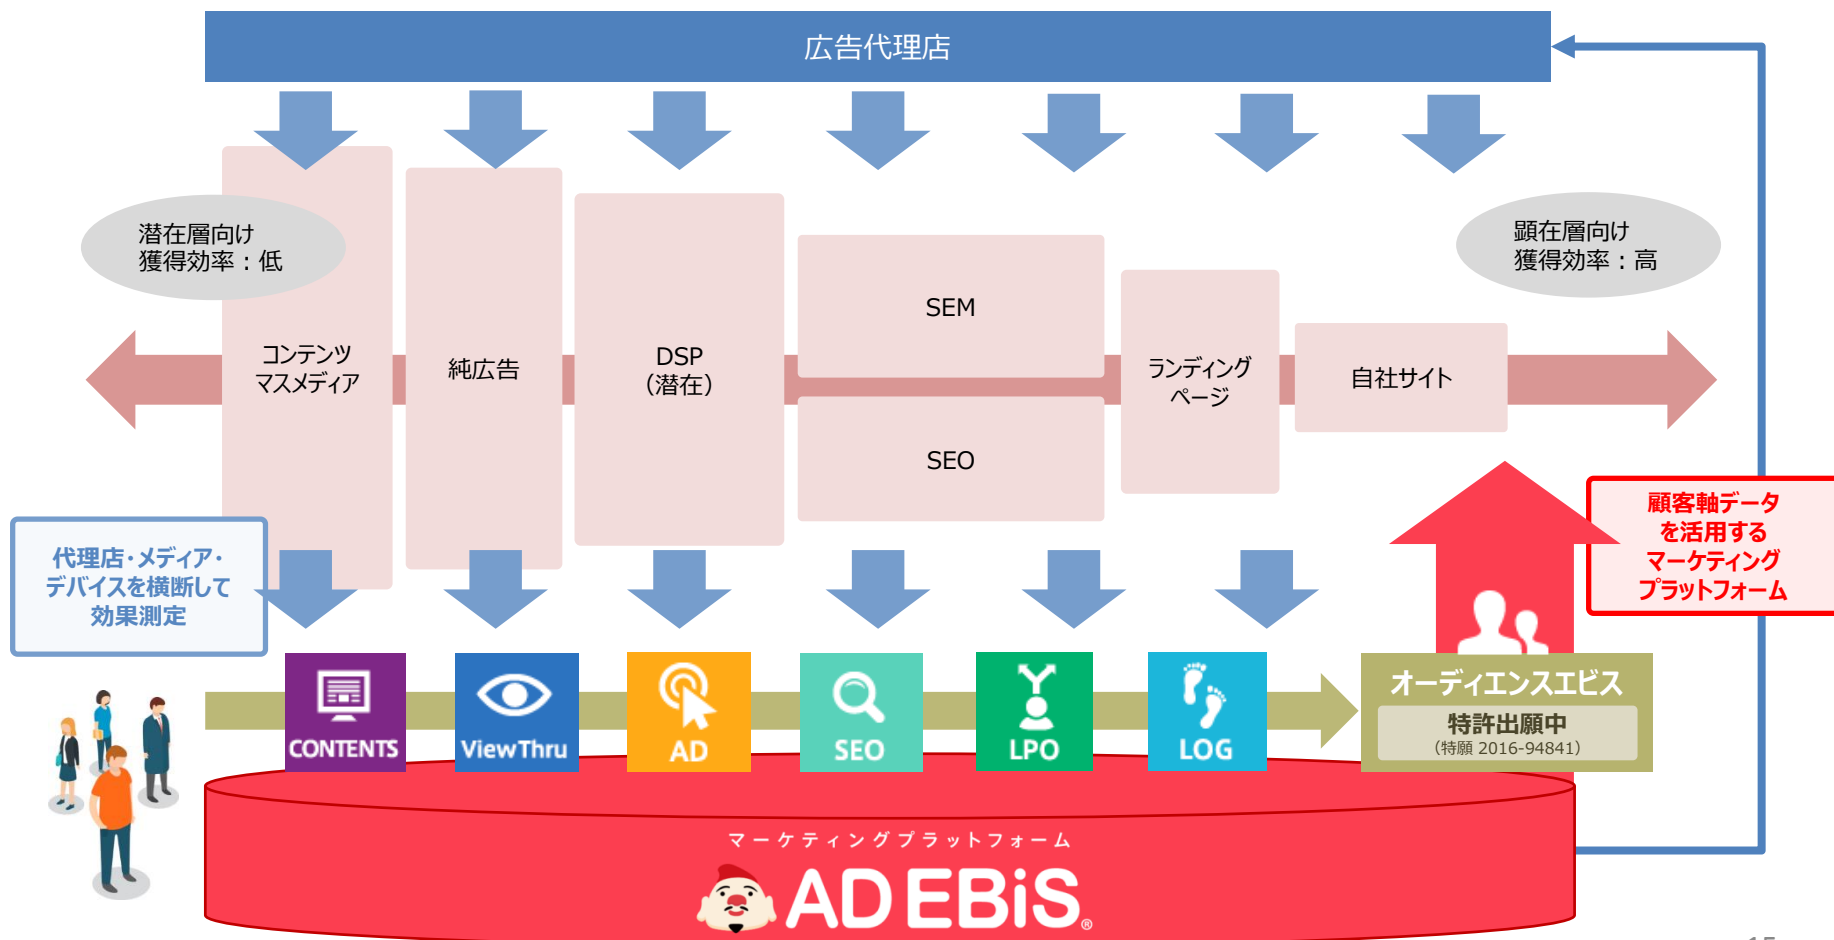 広告代理店
潜在層向け
獲得効率：低
顕在層向け
獲得効率：高
コンテンツ
マスメディア
純広告
DSP
（潜在）
SEM
SEO
ランディング
ページ
自社サイト
代理店・メディア・
デバイスを横断して
効果測定
顧客軸データ
を活用する
マーケティング
プラットフォーム
CONTENTS
ViewThru
AD
SEO
LPO
LOG
オーディエンスエビス
特許出願中
（特願 2016-94841）
マーケティングプラットフォーム
AD EBiS®